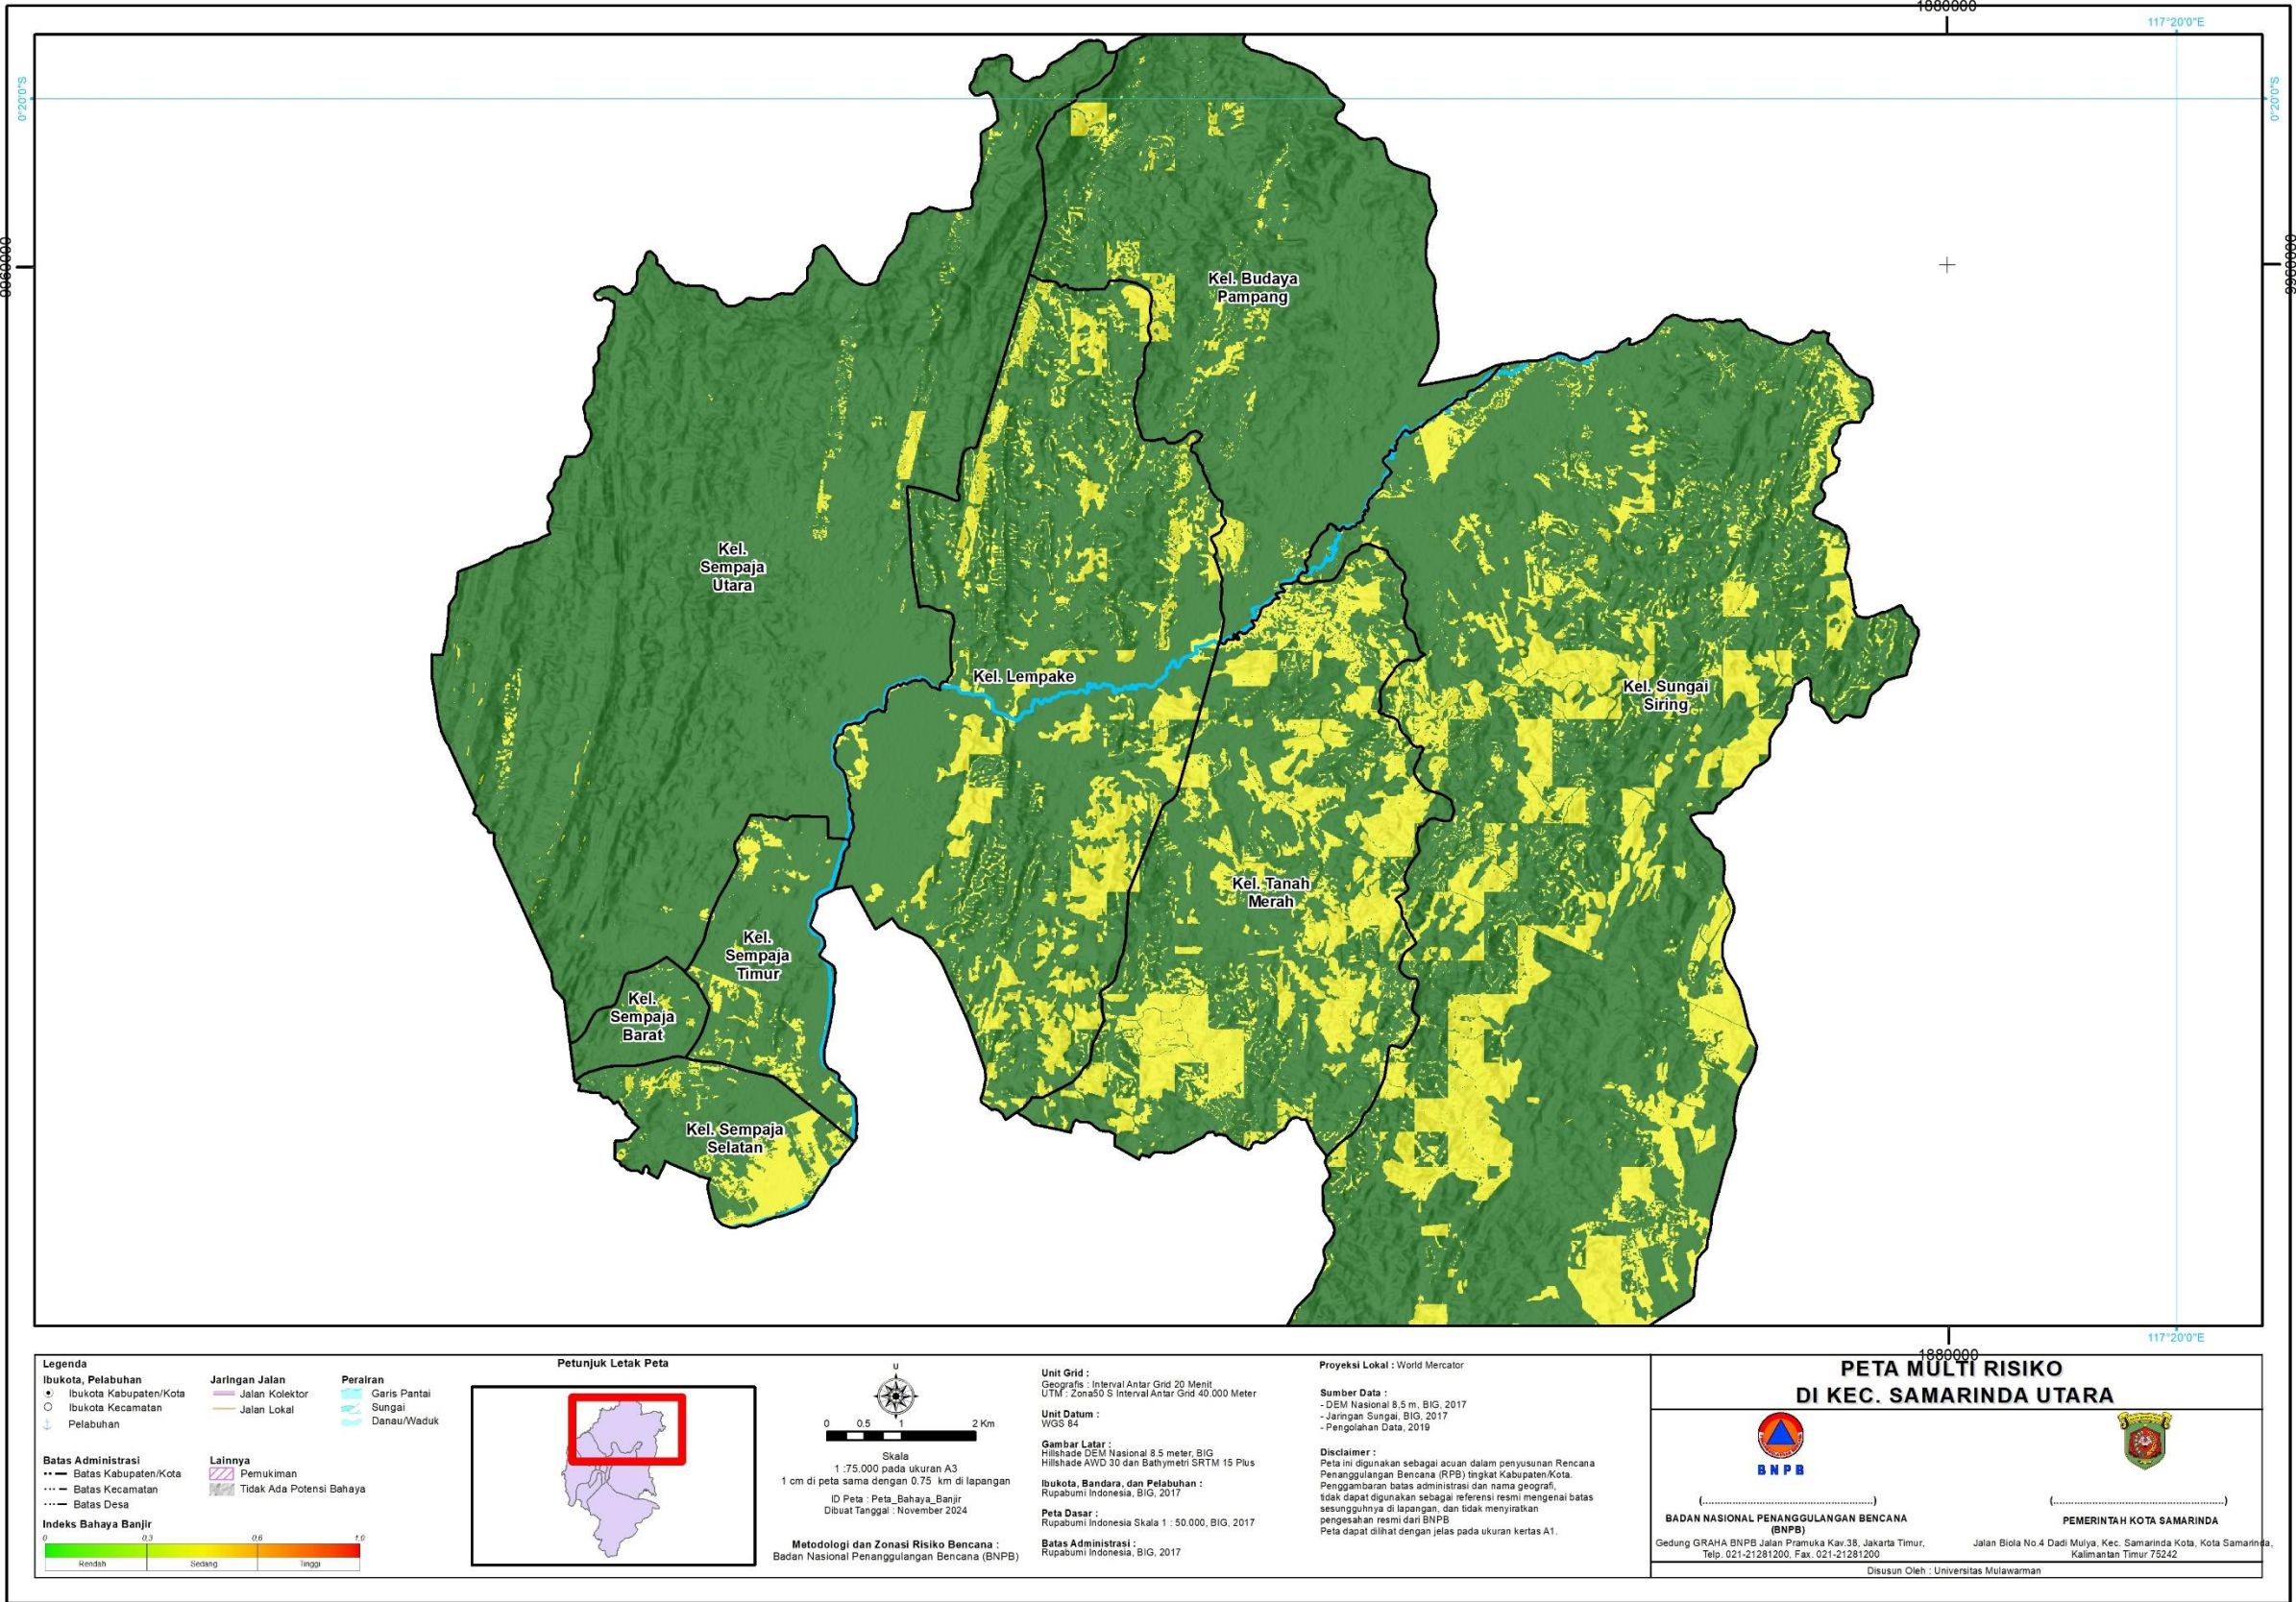 1880000
117°20'0"E
0°20'0"S
0°20'0"S
9960000
9960000
Kel. Budaya
Pampang
Kel.
Sempaja
Utara
Kel. Lempake
Kel. Sungai
Siring
Kel. Tanah
Merah
Kel.
Sempaja
Timur
Kel.
Sempaja
Barat
Kel. Sempaja
Selatan
1880000
117°20'0"E
Legenda
Ibukota, Pelabuhan
Ibukota Kabupaten/Kota
Ibukota Kecamatan
Pelabuhan
Jaringan Jalan
Jalan Kolektor
Jalan Lokal
Perairan
Garis Pantai
Sungai
Danau/Waduk
Batas Administrasi
Batas Kabupaten/Kota
Batas Kecamatan
Batas Desa
Lainnya
Pemukiman
Tidak Ada Potensi Bahaya
Indeks Bahaya Banjir
0 0,3 0,6 1,0
Rendah Sedang Tinggi
Petunjuk Letak Peta
U
0 0.5 1 2 Km
Skala
1 :75.000 pada ukuran A3
1 cm di peta sama dengan 0.75 km di lapangan
ID Peta : Peta_Bahaya_Banjir
Dibuat Tanggal : November 2024
Metodologi dan Zonasi Risiko Bencana :
Badan Nasional Penanggulangan Bencana (BNPB)
Unit Grid :
Geografis : Interval Antar Grid 20 Menit
UTM : Zona50 S Interval Antar Grid 40.000 Meter
Unit Datum :
WGS 84
Gambar Latar :
Hillshade DEM Nasional 8.5 meter, BIG
Hillshade AWD 30 dan Bathymetri SRTM 15 Plus
Ibukota, Bandara, dan Pelabuhan :
Rupabumi Indonesia, BIG, 2017
Peta Dasar :
Rupabumi Indonesia Skala 1 : 50.000, BIG, 2017
Batas Administrasi :
Rupabumi Indonesia, BIG, 2017
Proyeksi Lokal : World Mercator
Sumber Data :
- DEM Nasional 8,5 m, BIG, 2017
- Jaringan Sungai, BIG, 2017
- Pengolahan Data, 2019
Disclaimer :
Peta ini digunakan sebagai acuan dalam penyusunan Rencana
Penanggulangan Bencana (RPB) tingkat Kabupaten/Kota.
Penggambaran batas administrasi dan nama geografi,
tidak dapat digunakan sebagai referensi resmi mengenai batas
sesungguhnya di lapangan, dan tidak menyiratkan
pengesahan resmi dari BNPB
Peta dapat dilihat dengan jelas pada ukuran kertas A1.
PETA MULTI RISIKO
DI KEC. SAMARINDA UTARA
BNPB
(......................................................)
BADAN NASIONAL PENANGGULANGAN BENCANA
(BNPB)
Gedung GRAHA BNPB Jalan Pramuka Kav.38, Jakarta Timur,
Telp. 021-21281200, Fax. 021-21281200
(......................................................)
PEMERINTAH KOTA SAMARINDA
Jalan Biola No.4 Dadi Mulya, Kec. Samarinda Kota, Kota Samarinda,
Kalimantan Timur 75242
Disusun Oleh : Universitas Mulawarman